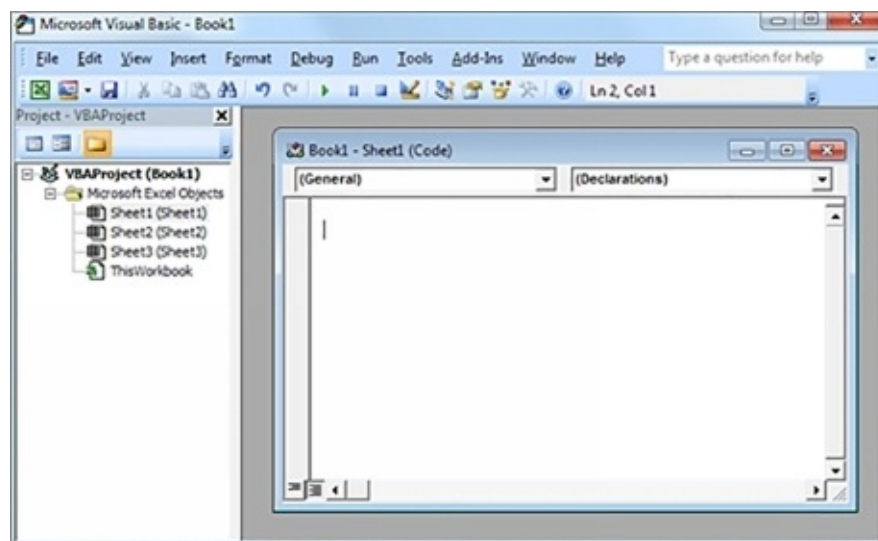 Microsoft Visual Basic - Book1
File Edit View Insert Format Debug Run Tools Add-Ins Window Help Type a question for help
Ln 2, Col 1
Project - VBAProject
VBAProject (Book1)
Microsoft Excel Objects
Sheet1 (Sheet1)
Sheet2 (Sheet2)
Sheet3 (Sheet3)
ThisWorkbook
Book1 - Sheet1 (Code)
(General) (Declarations)